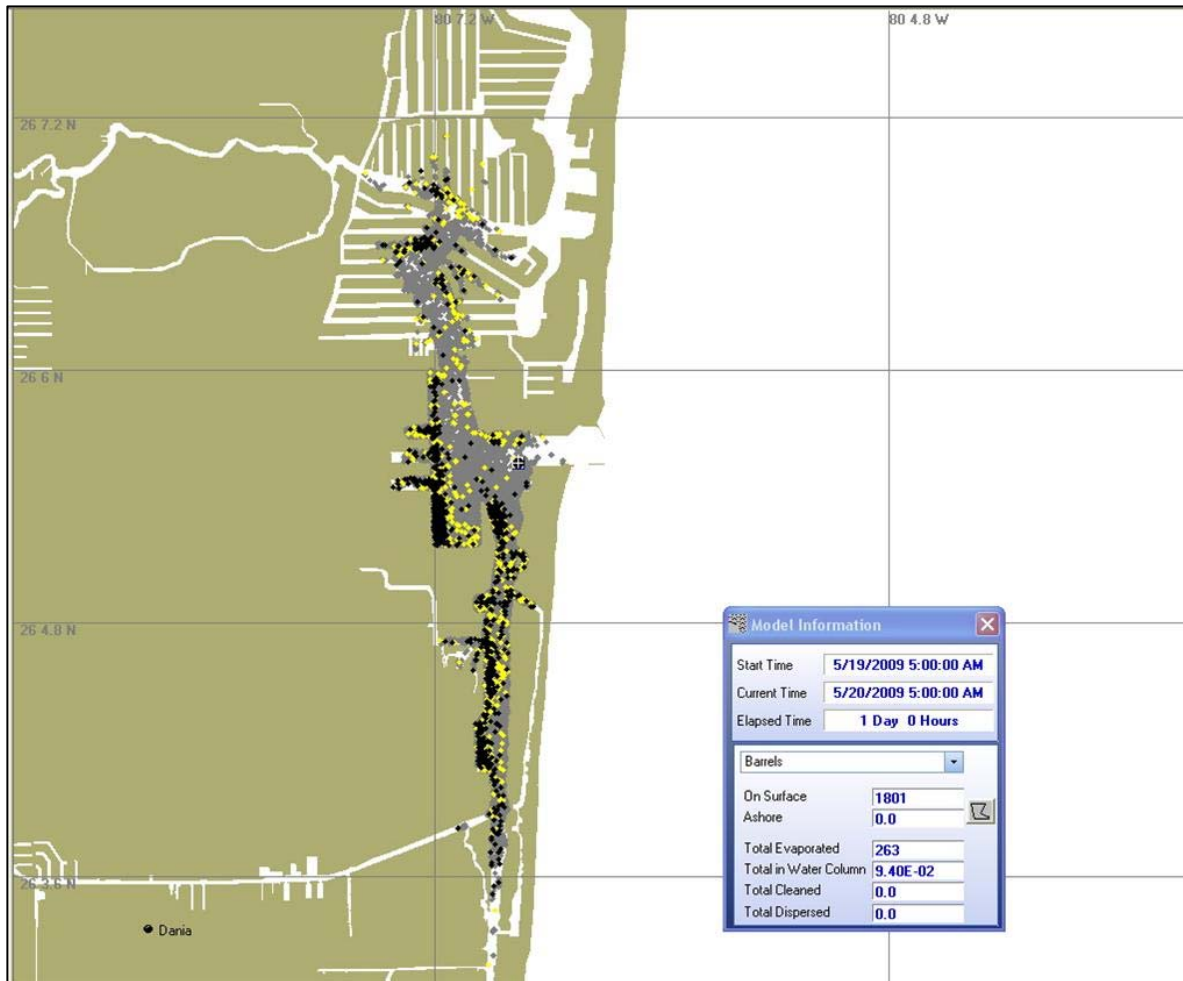 80 7.2 W
80 4.8 W
26 7.2 N
26 6 N
26 4.8 N
26 3.6 N
Dania
Model Information
Start Time 5/19/2009 5:00:00 AM
Current Time 5/20/2009 5:00:00 AM
Elapsed Time 1 Day 0 Hours
Barrels
On Surface 1801
Ashore 0.0
Total Evaporated 263
Total in Water Column 9.40E-02
Total Cleaned 0.0
Total Dispersed 0.0